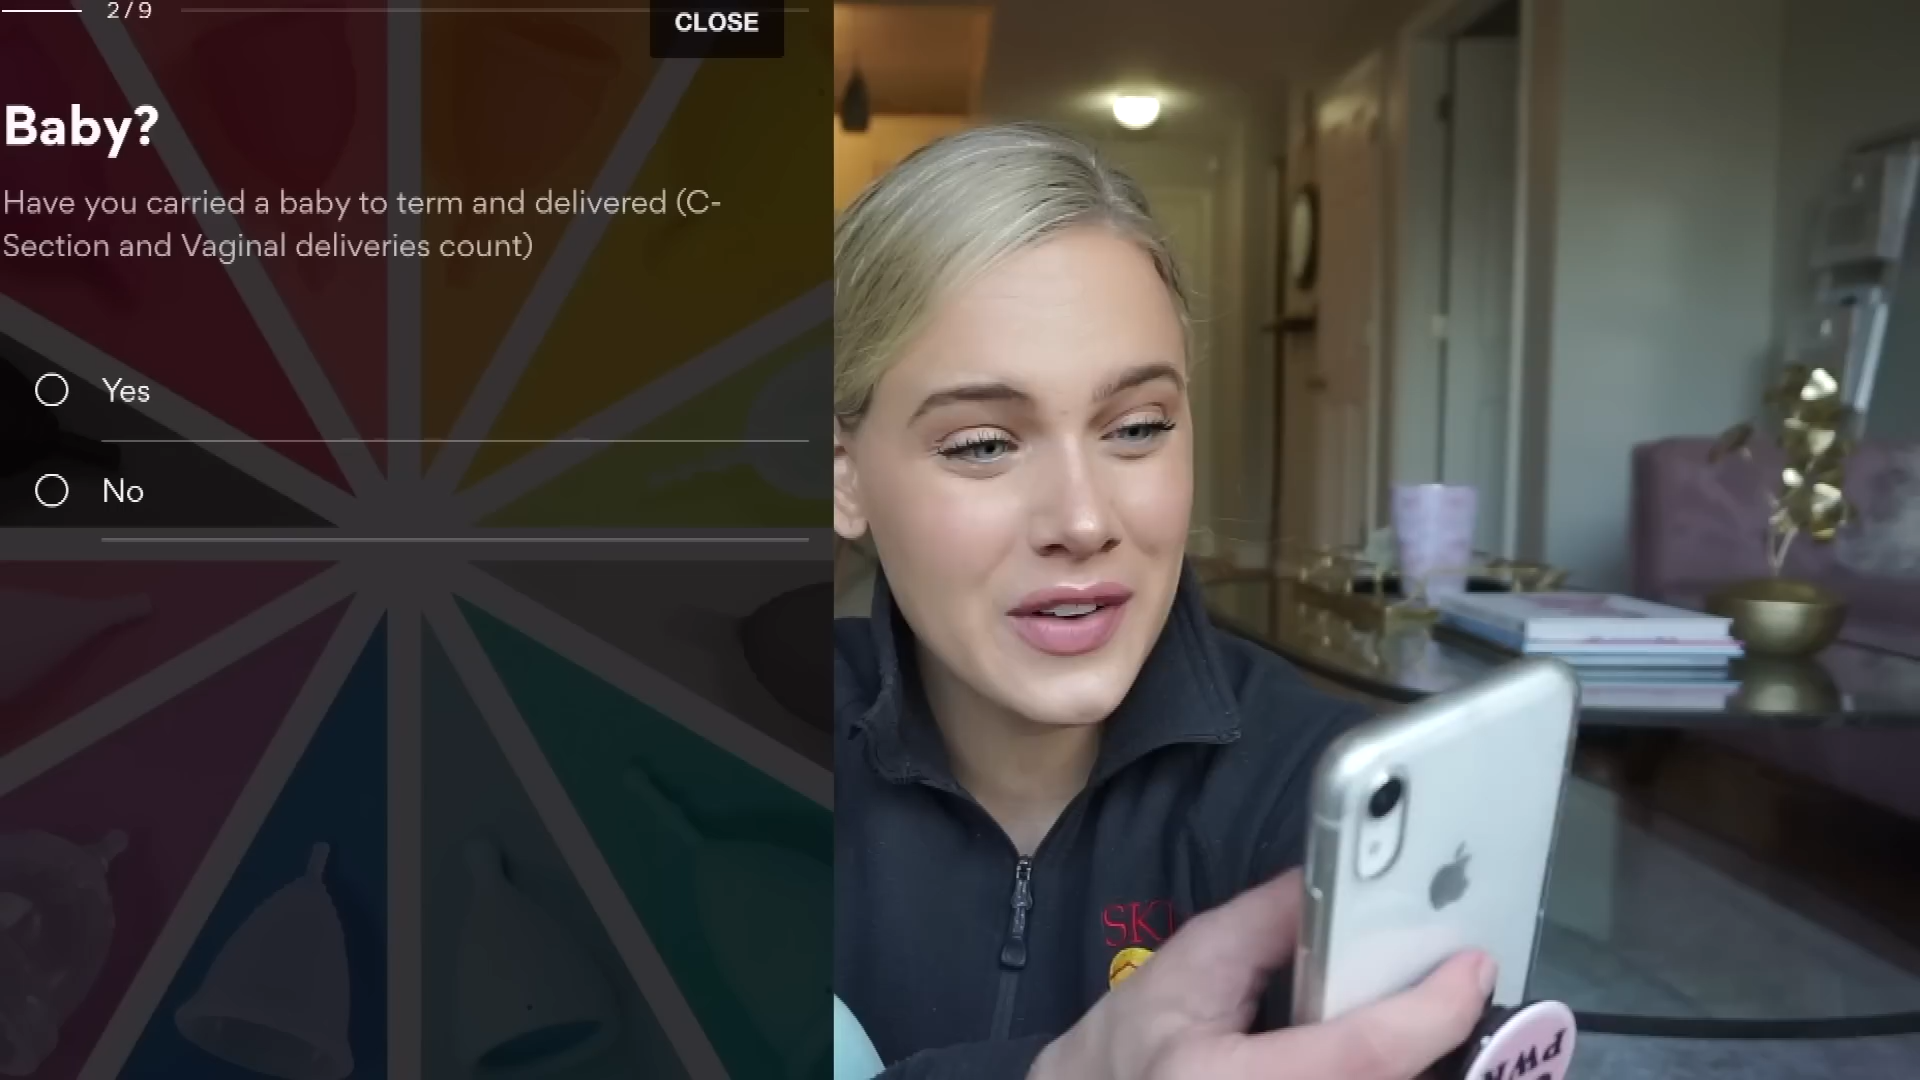 2/9
CLOSE
Baby?
Have you carried a baby to term and delivered (C-
Section and Vaginal deliveries count)
Yes
No